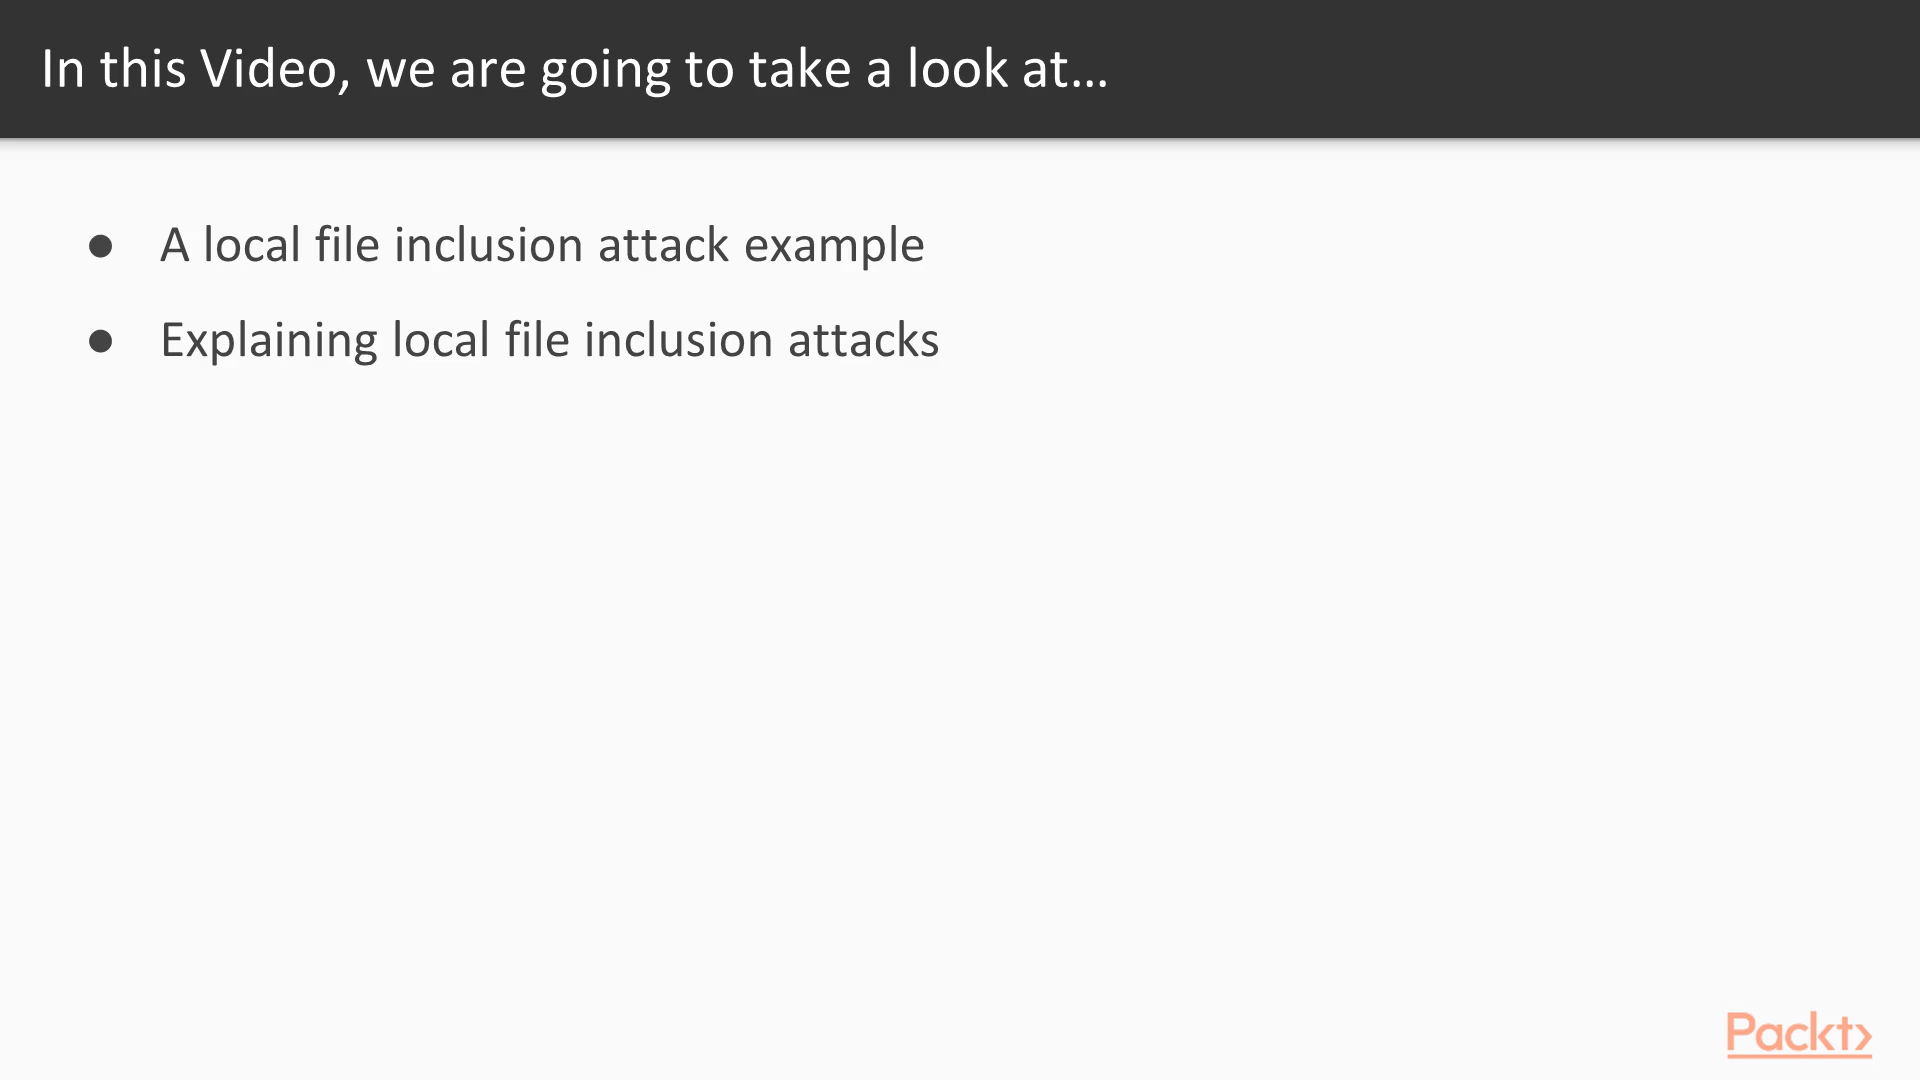 In this Video, we are going to take a look at...
● A local file inclusion attack example
● Explaining local file inclusion attacks
Packt>